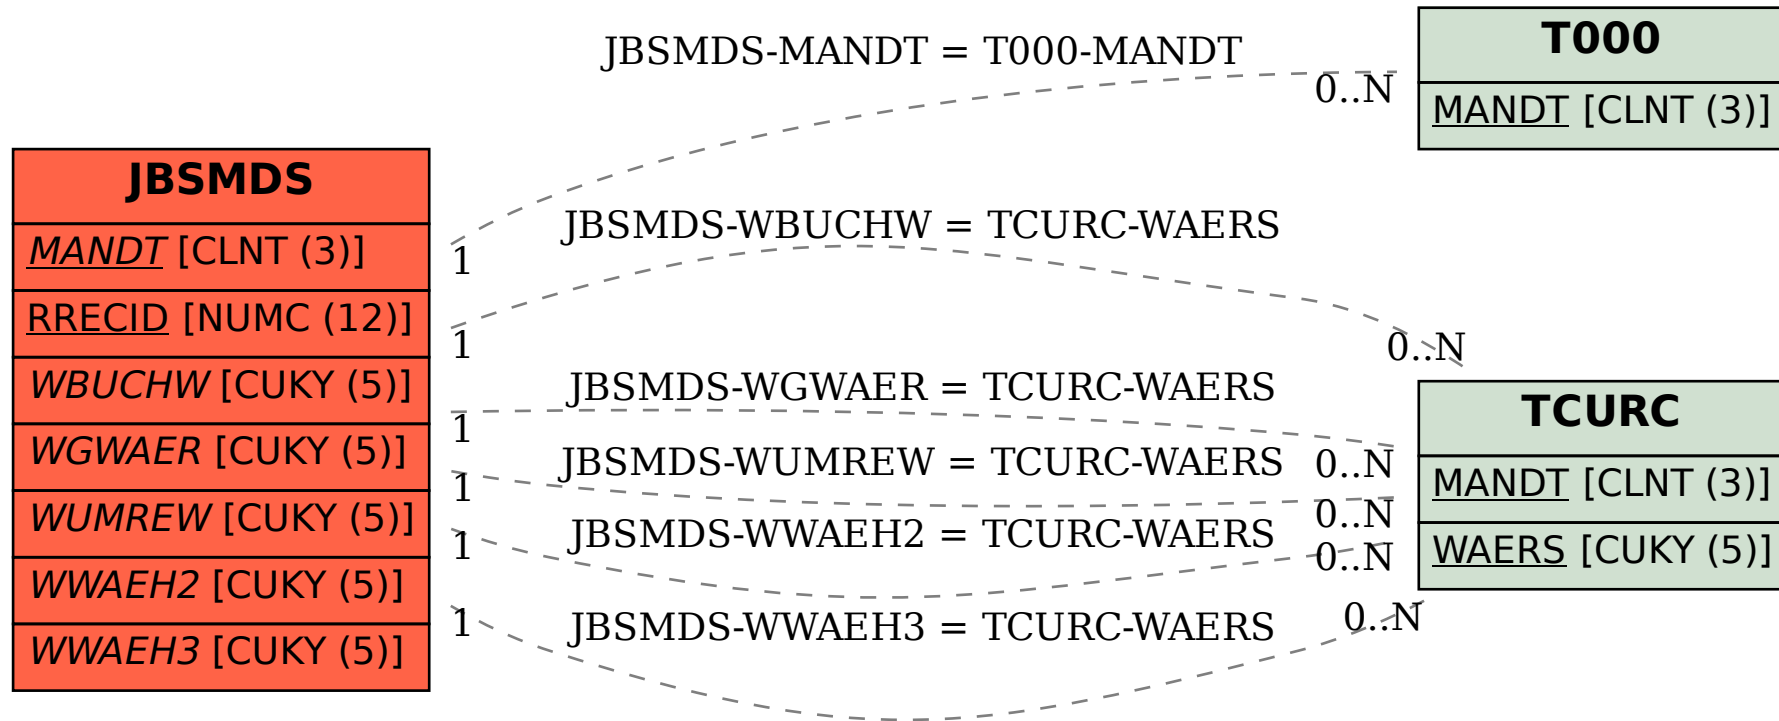 JBSMDS
MANDT [CLNT (3)]
RRECID [NUMC (12)]
WBUCHW [CUKY (5)]
WGWAER [CUKY (5)]
WUMREW [CUKY (5)]
WWAEH2 [CUKY (5)]
WWAEH3 [CUKY (5)]
JBSMDS-MANDT = T000-MANDT
0..N
1
JBSMDS-WBUCHW = TCURC-WAERS
1
0..N
JBSMDS-WGWAER = TCURC-WAERS
1
0..N
JBSMDS-WUMREW = TCURC-WAERS
1
0..N
JBSMDS-WWAEH2 = TCURC-WAERS
1
0..N
JBSMDS-WWAEH3 = TCURC-WAERS
1
0..N
T000
MANDT [CLNT (3)]
TCURC
MANDT [CLNT (3)]
WAERS [CUKY (5)]